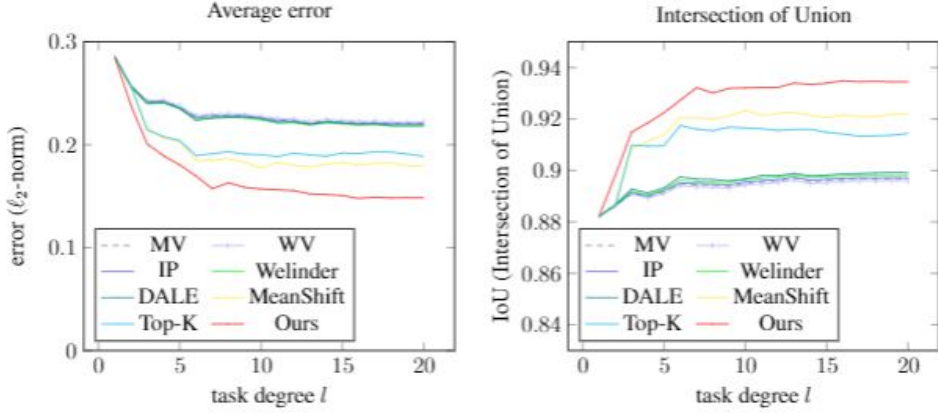 Average error
0.3
0.2
0.1
0
error (ℓ2-norm)
MV WV
IP Welinder
DALE MeanShift
Top-K Ours
0 5 10 15 20
task degree l
Intersection of Union
0.94
0.92
0.9
0.88
0.86
0.84
IoU (Intersection of Union)
MV WV
IP Welinder
DALE MeanShift
Top-K Ours
0 5 10 15 20
task degree l